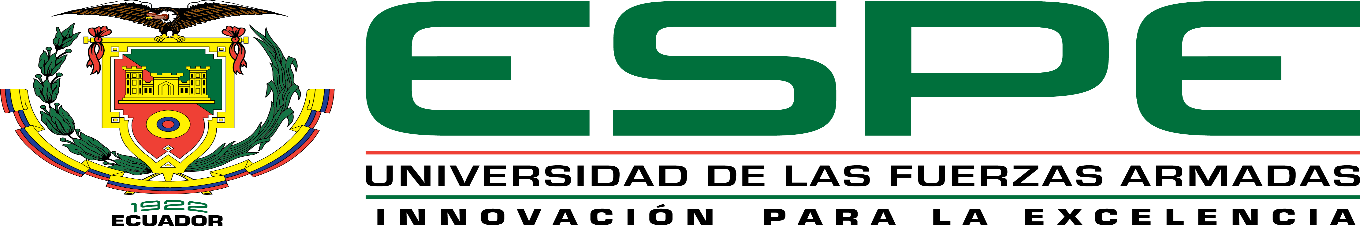 1922
ECUADOR
ESPE
UNIVERSIDAD DE LAS FUERZAS ARMADAS
INNOVACIÓN PARA LA EXCELENCIA